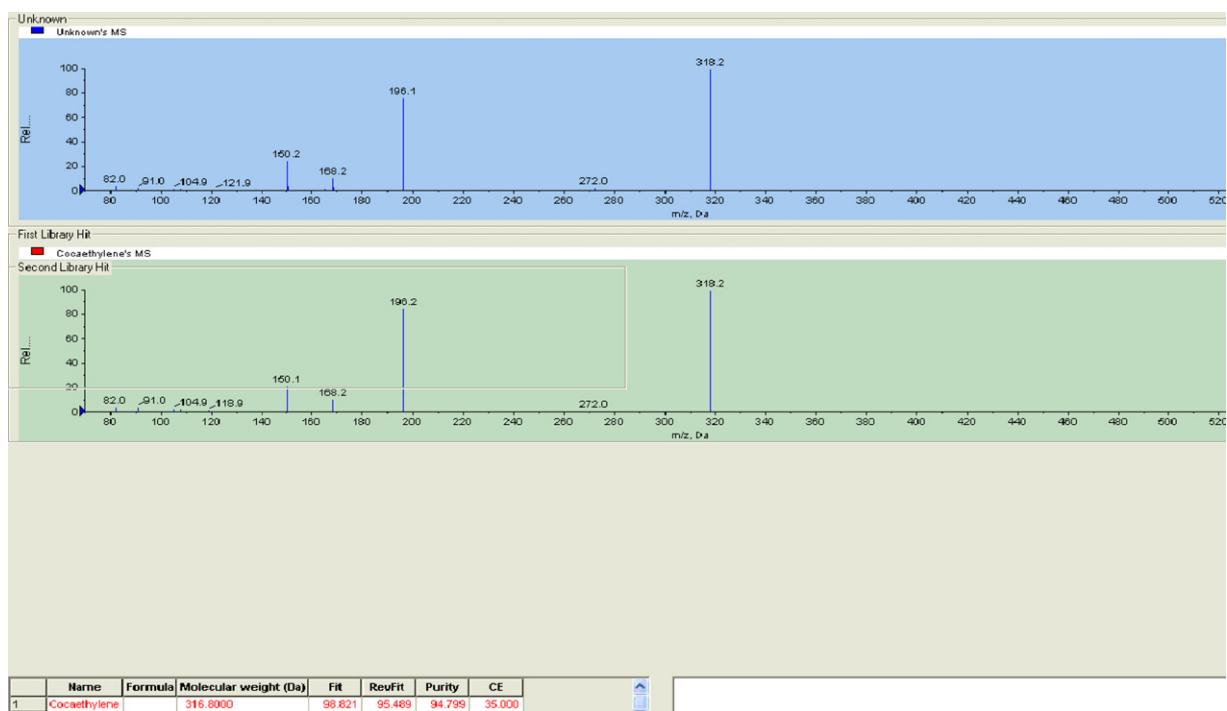 Unknown
Unknown's MS
318.2
196.1
150.2
168.2
82.0 91.0 104.9 121.9
272.0
100
80
60
40
20
0
Rel....
80 100 120 140 160 180 200 220 240 260 280 300 320 340 360 380 400 420 440 460 480 500 520
m/z, Da
First Library Hit
Cocaethylene's MS
Second Library Hit
318.2
196.2
150.1
168.2
82.0 91.0 104.9 118.9
272.0
100
80
60
40
20
0
Rel....
80 100 120 140 160 180 200 220 240 260 280 300 320 340 360 380 400 420 440 460 480 500 520
m/z, Da
Name Formula Molecular weight (Da) Fit RevFit Purity CE
1 Cocaethylene 316.8000 98.821 95.489 94.799 35.000